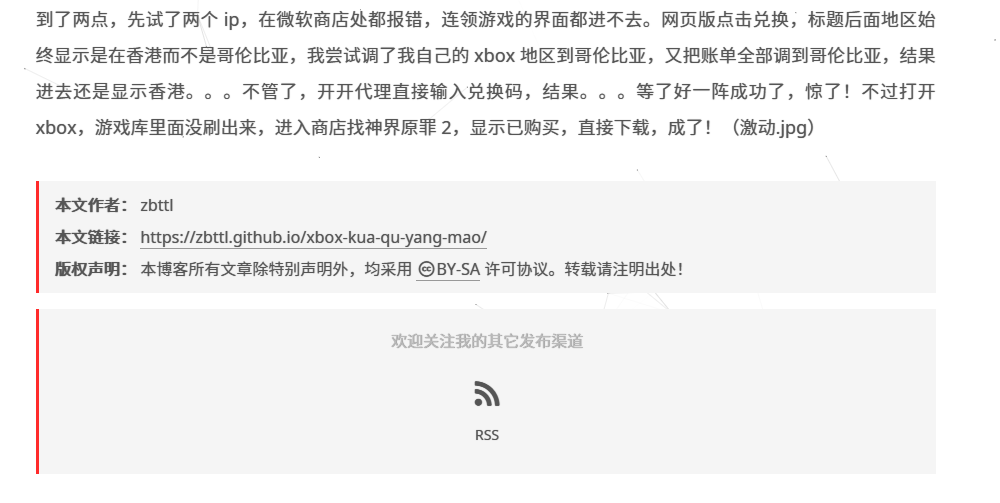 到了两点，先试了两个 ip，在微软商店处都报错，连领游戏的界面都进不去。网页版点击兑换，标题后面地区始
终显示是在香港而不是哥伦比亚，我尝试调了我自己的 xbox 地区到哥伦比亚，又把账单全部调到哥伦比亚，结果
进去还是显示香港。。。不管了，开开代理直接输入兑换码，结果。。。等了好一阵成功了，惊了！不过打开
xbox，游戏库里面没刷出来，进入商店找神界原罪 2，显示已购买，直接下载，成了！（激动.jpg）
本文作者： zbttl
本文链接： https://zbttl.github.io/xbox-kua-qu-yang-mao/
版权声明： 本博客所有文章除特别声明外，均采用 BY-SA 许可协议。转载请注明出处！
欢迎关注我的其它发布渠道
RSS